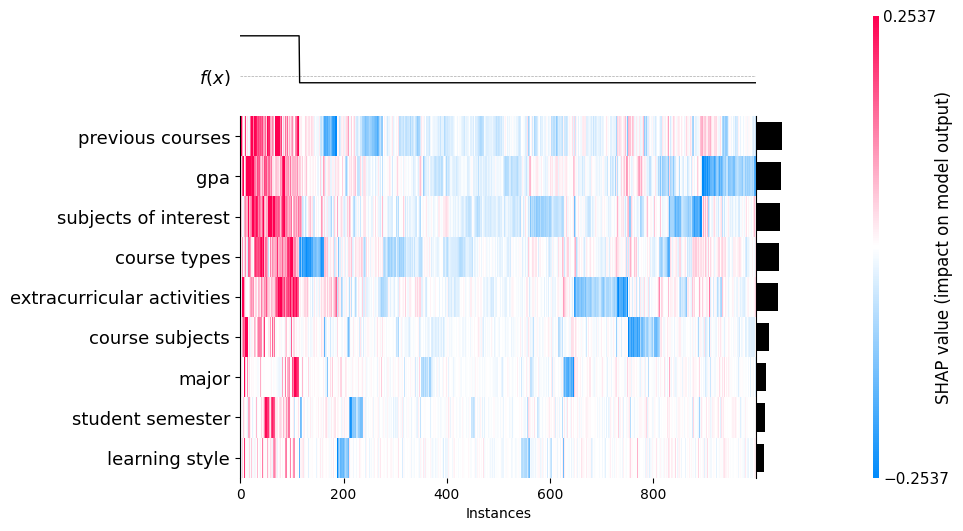 f(x)
previous courses
gpa
subjects of interest
course types
extracurricular activities
course subjects
major
student semester
learning style
0 200 400 600 800
Instances
0.2537
SHAP value (impact on model output)
−0.2537